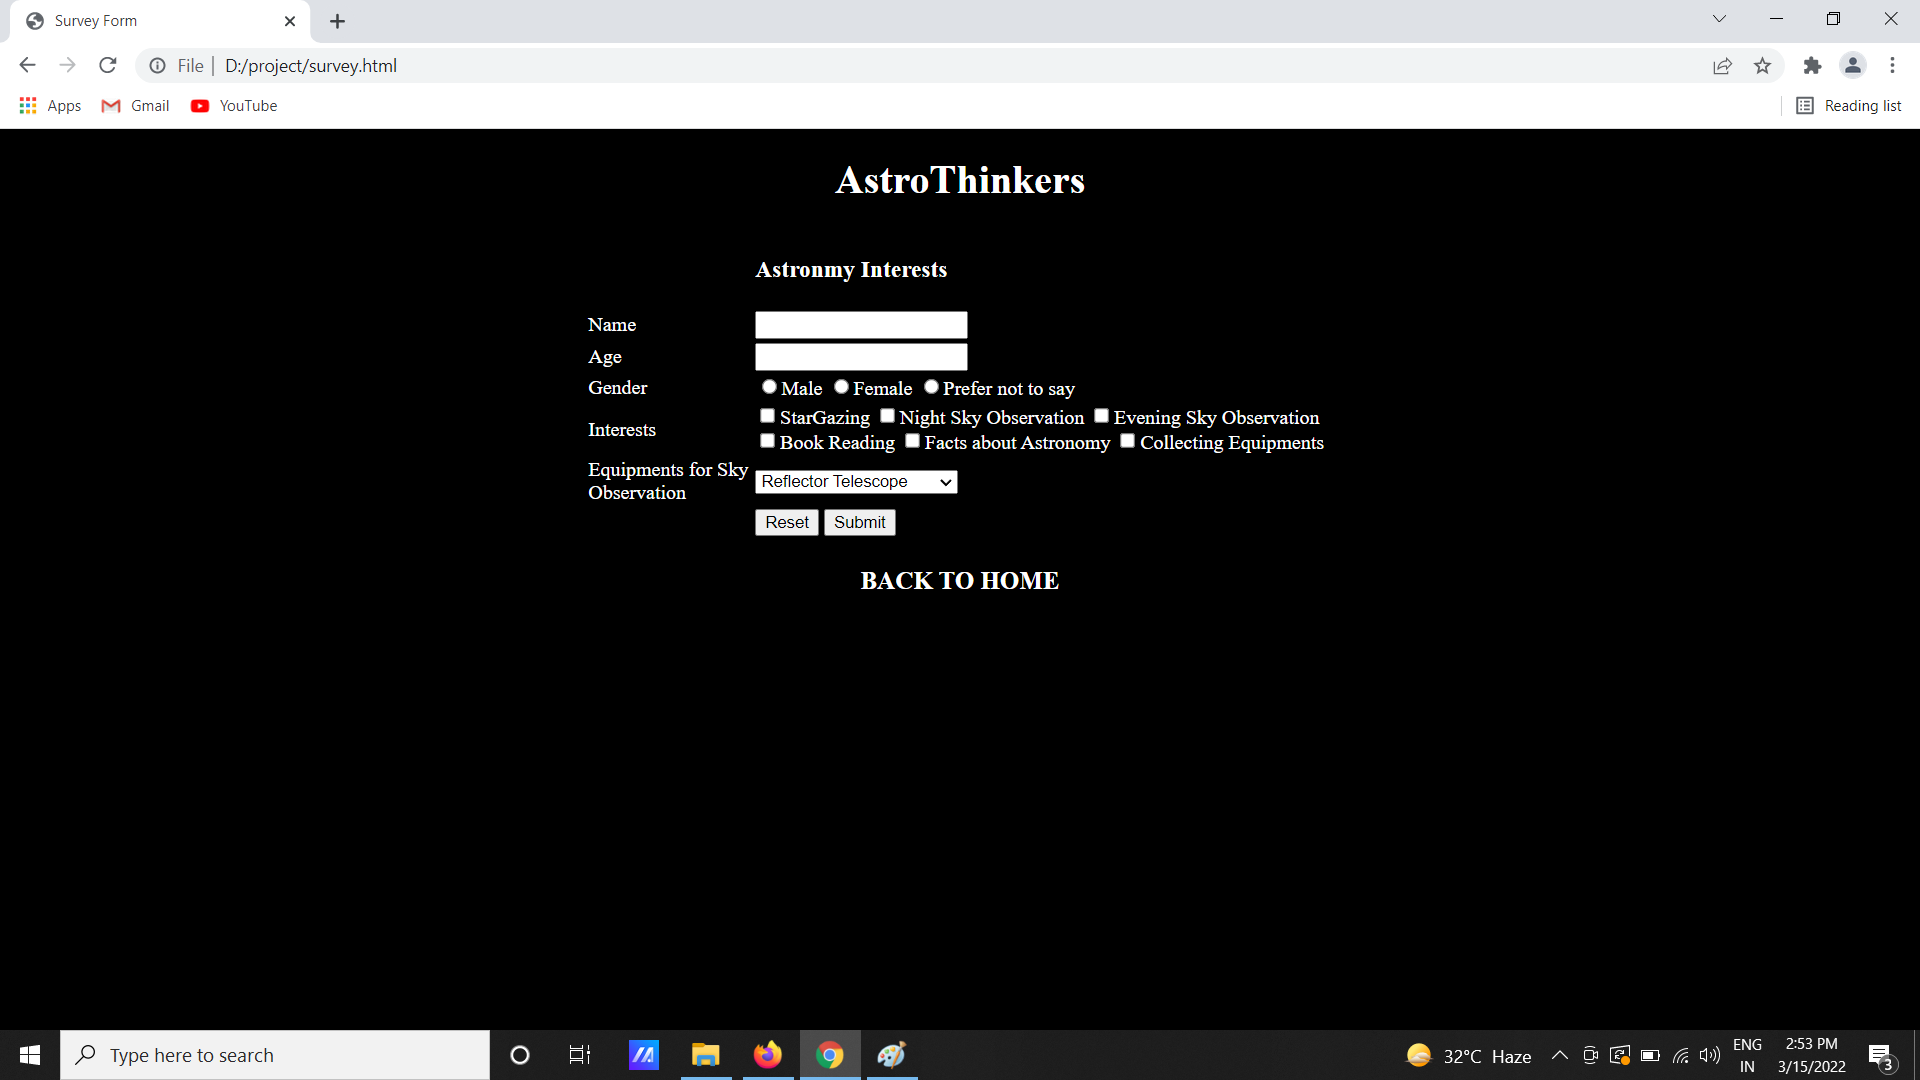 Survey Form
File | D:/project/survey.html
Apps Gmail YouTube Reading list
AstroThinkers
Astronmy Interests
Name
Age
Gender Male Female Prefer not to say
StarGazing Night Sky Observation Evening Sky Observation
Interests
Book Reading Facts about Astronomy Collecting Equipments
Equipments for Sky
Observation
Reflector Telescope
Reset Submit
BACK TO HOME
Type here to search
32°C Haze
ENG
IN
2:53 PM
3/15/2022
3